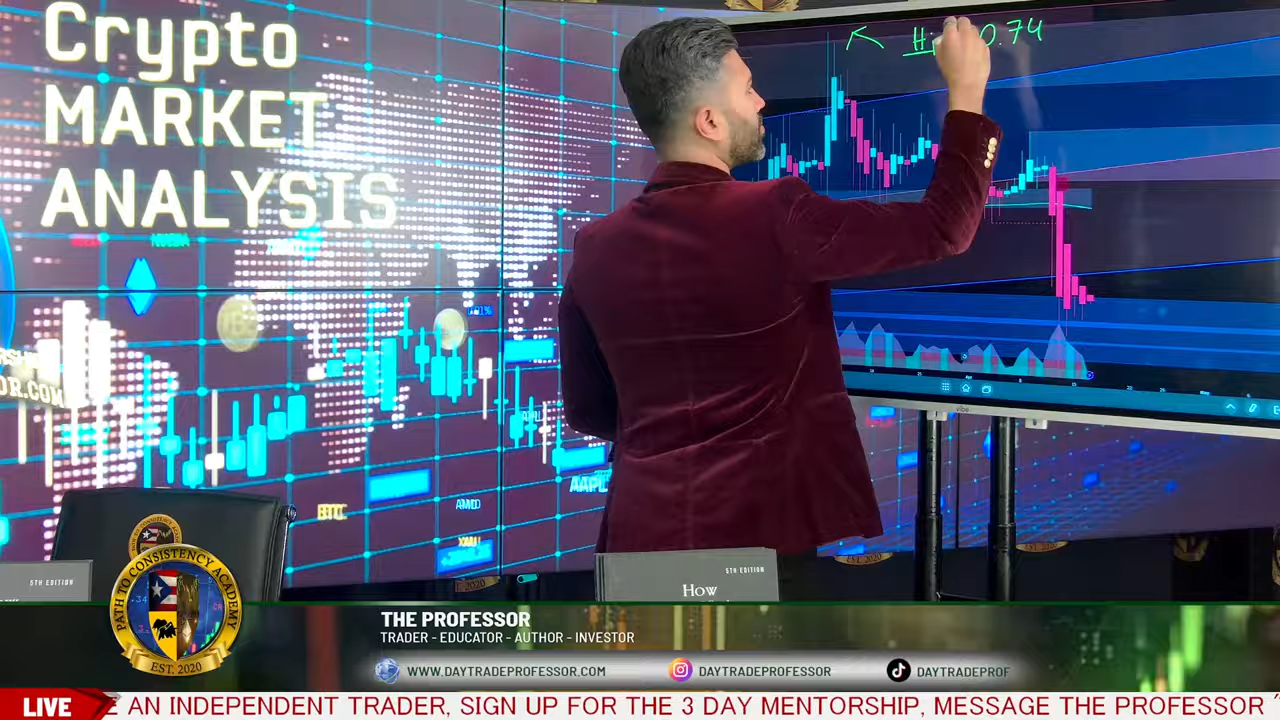 Crypto
MARKET
ANALYSIS
0.74
BTC
AMD
AAPL
OR.COM
5TH EDITION
5TH EDITION
How
PATH TO CONSISTENCY ACADEMY
EST. 2020
THE PROFESSOR
TRADER - EDUCATOR - AUTHOR - INVESTOR
WWW.DAYTRADEPROFESSOR.COM
DAYTRADEPROFESSOR
DAYTRADEPROF
LIVE
AN INDEPENDENT TRADER, SIGN UP FOR THE 3 DAY MENTORSHIP, MESSAGE THE PROFESSOR